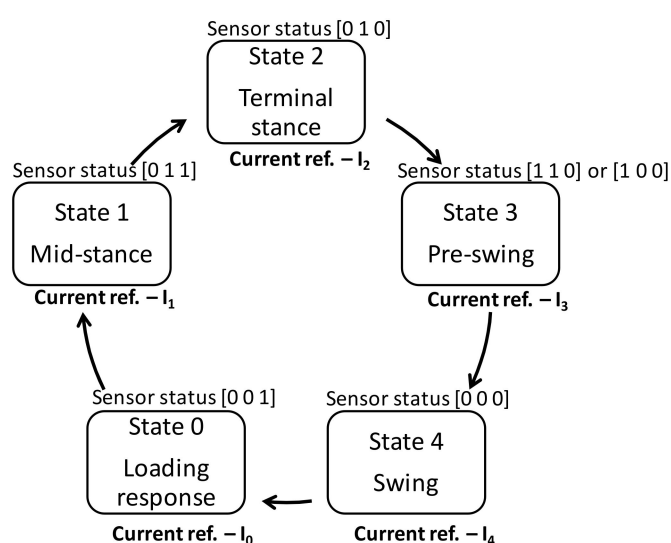 Sensor status [0 1 0]
State 2
Terminal
stance
Current ref. – I₂
Sensor status [0 1 1]
State 1
Mid-stance
Current ref. – I₁
Sensor status [1 1 0] or [1 0 0]
State 3
Pre-swing
Current ref. – I₃
Sensor status [0 0 1]
State 0
Loading
response
Current ref. – I₀
Sensor status [0 0 0]
State 4
Swing
Current ref. – I₄